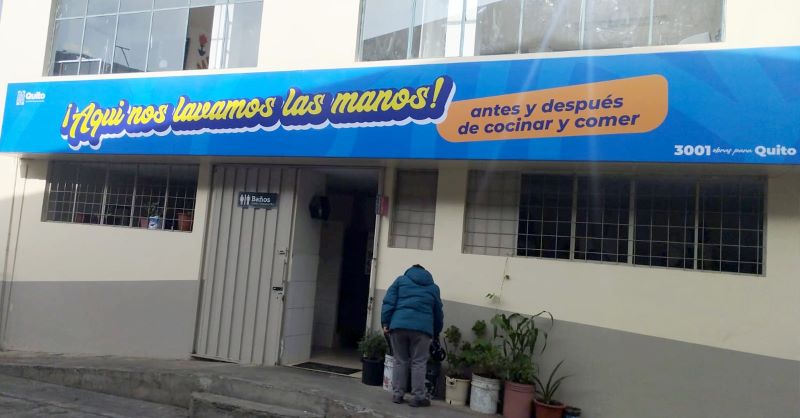 Quito
¡Aquí nos lavamos las manos!
antes y después
de cocinar y comer
3001 obras para Quito
Baños